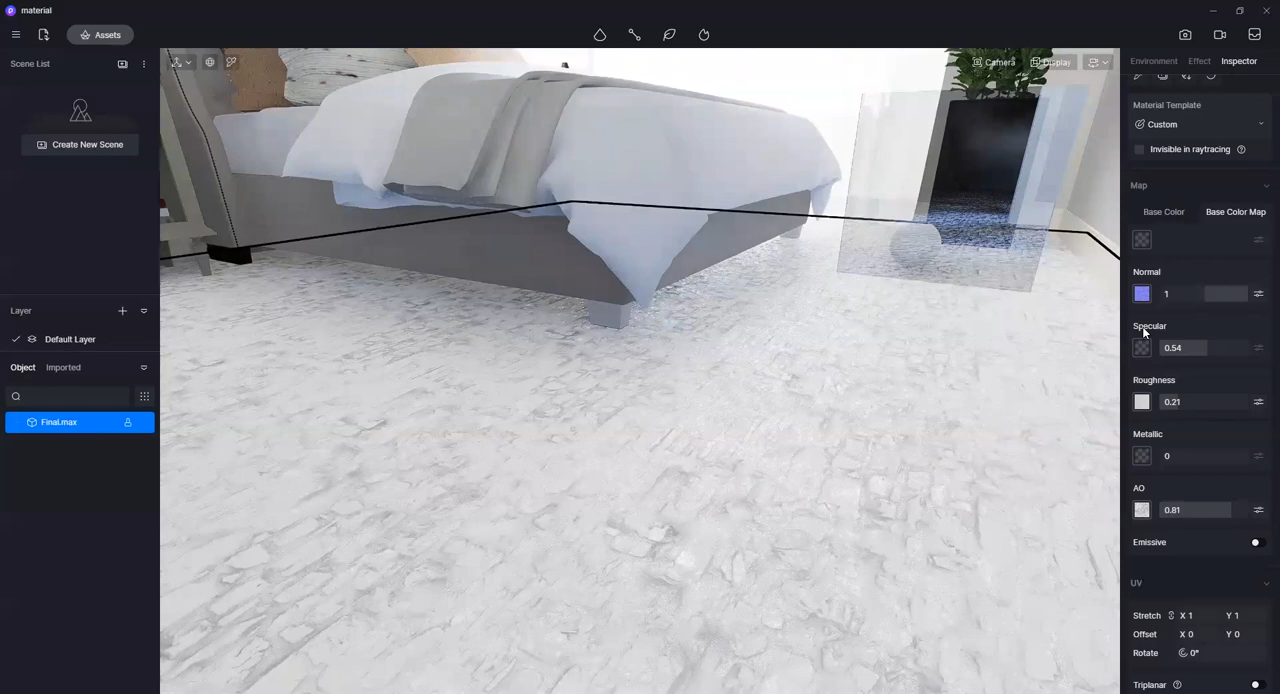 material
Assets
Scene List
Create New Scene
Layer
Default Layer
Object Imported
Final.max
Camera
Display
Environment Effect Inspector
Material Template
Custom
Invisible in raytracing
Map
Base Color Base Color Map
Normal
1
Specular
0.54
Roughness
0.21
Metallic
0
AO
0.81
Emissive
UV
Stretch X 1 Y 1
Offset X 0 Y 0
Rotate 0°
Triplanar